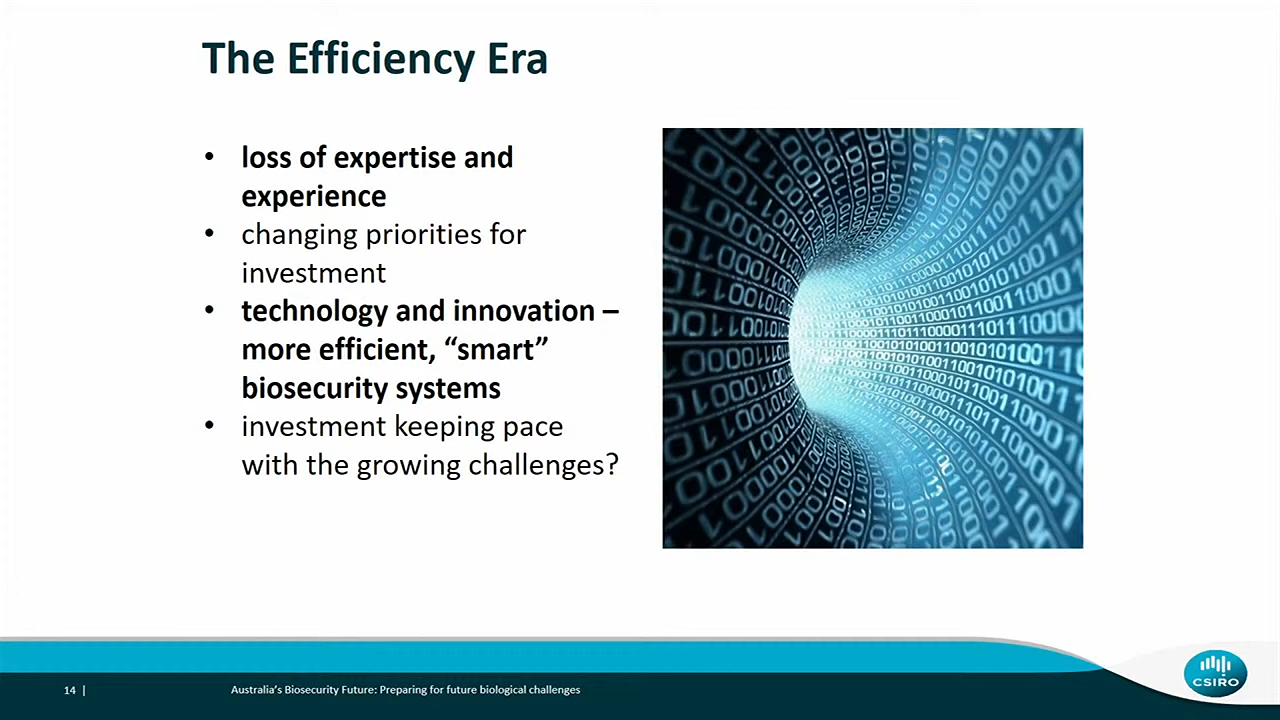 The Efficiency Era
• loss of expertise and
experience
• changing priorities for
investment
• technology and innovation –
more efficient, “smart”
biosecurity systems
• investment keeping pace
with the growing challenges?
14 |
Australia’s Biosecurity Future: Preparing for future biological challenges
CSIRO